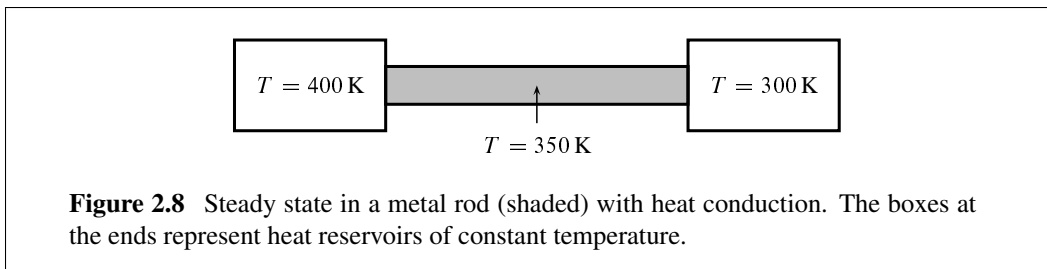 T = 400 K
T = 300 K
T = 350 K
Figure 2.8 Steady state in a metal rod (shaded) with heat conduction. The boxes at
the ends represent heat reservoirs of constant temperature.